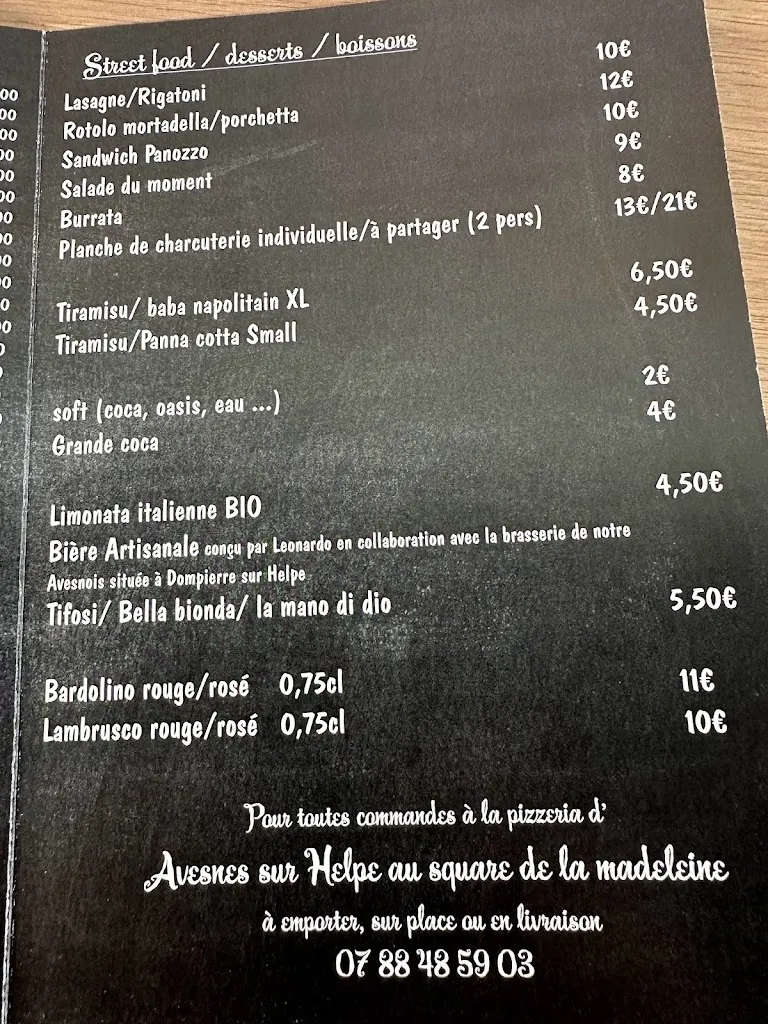 Street food / desserts / boissons
Lasagne/Rigatoni 10€
Rotolo mortadella/porchetta 12€
Sandwich Panozzo 10€
Salade du moment 9€
Burrata 8€
Planche de charcuterie individuelle/à partager (2 pers) 13€/21€
Tiramisu/ baba napolitain XL 6,50€
Tiramisu/Panna cotta Small 4,50€
soft (coca, oasis, eau ...) 2€
Grande coca 4€
Limonata italienne BIO 4,50€
Bière Artisanale conçu par Leonardo en collaboration avec la brasserie de notre
Avesnois située à Dompierre sur Helpe
Tifosi/ Bella bionda/ la mano di dio 5,50€
Bardolino rouge/rosé 0,75cl 11€
Lambrusco rouge/rosé 0,75cl 10€
Pour toutes commandes à la pizzeria d'
Avesnes sur Helpe au square de la madeleine
à emporter, sur place ou en livraison
07 88 48 59 03